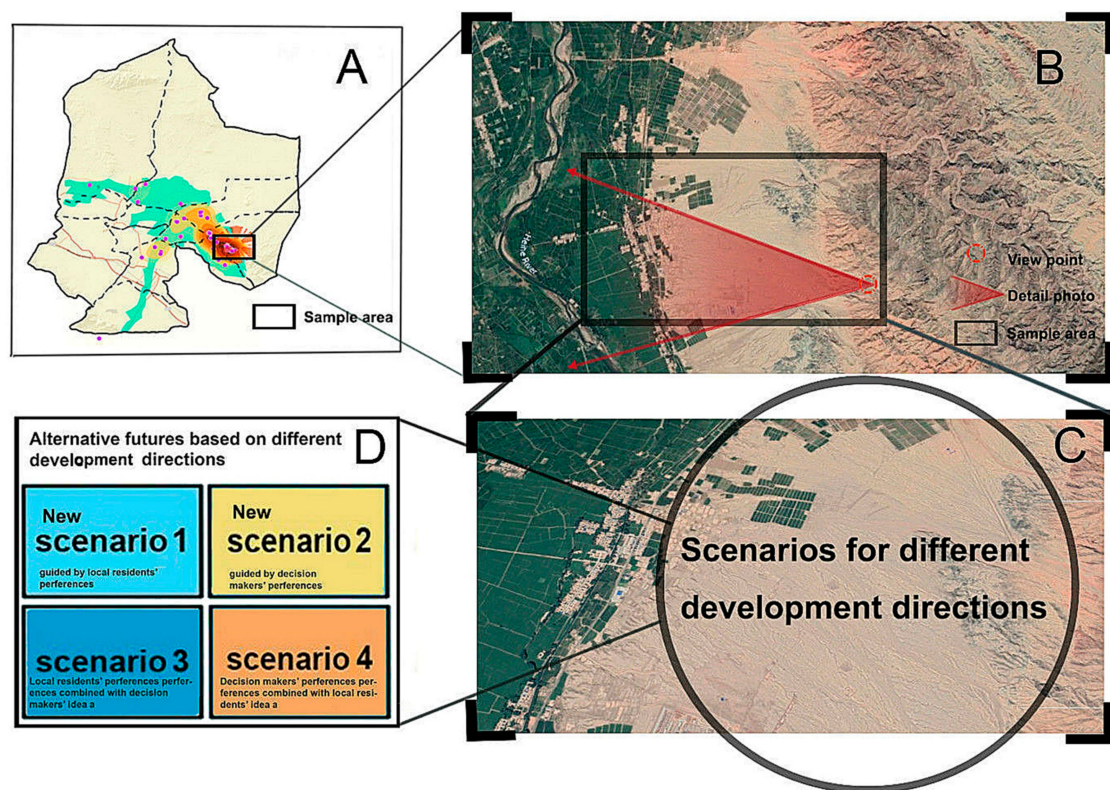 A
Sample area
B
Heihe River
View point
Detail photo
Sample area
Alternative futures based on different
development directions
D
New
scenario 1
guided by local residents'
perferences
New
scenario 2
guided by decision
makers' perferences
scenario 3
Local residents' perferences perfer-
ences combined with decision
makers' idea a
scenario 4
Decision makers' perferences per-
ferences combined with local resi-
dents' idea a
C
Scenarios for different
development directions